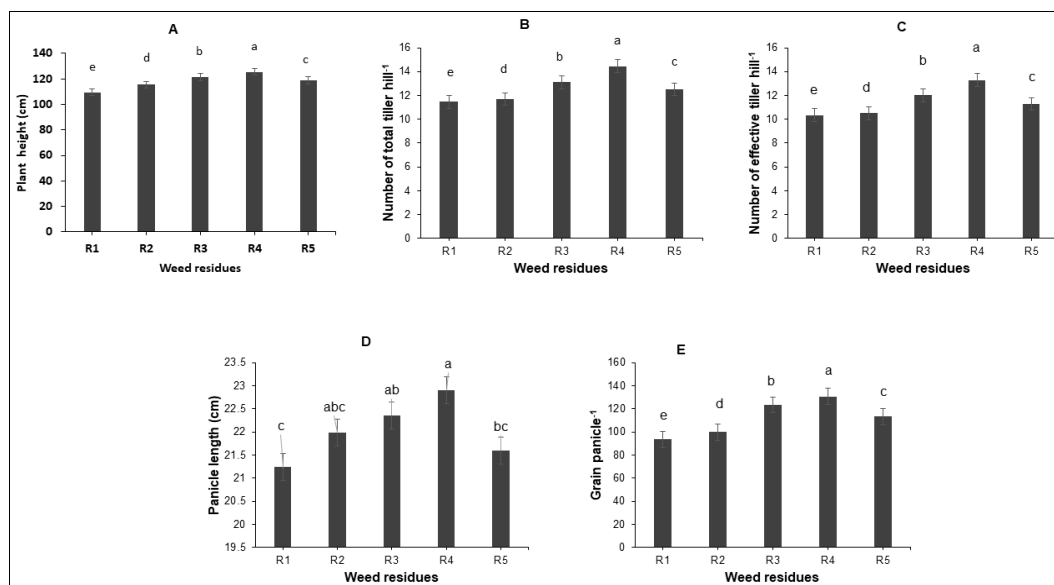 A
Plant height (cm)
140
120
100
80
60
40
20
0
e
d
b
a
c
R1 R2 R3 R4 R5
Weed residues
B
Number of total tiller hill⁻¹
16
14
12
10
8
6
4
2
0
e
d
b
a
c
R1 R2 R3 R4 R5
Weed residues
C
Number of effective tiller hill⁻¹
16
14
12
10
8
6
4
2
0
e
d
b
a
c
R1 R2 R3 R4 R5
Weed residues
D
Panicle length (cm)
23.5
23
22.5
22
21.5
21
20.5
20
19.5
c
abc
ab
a
bc
R1 R2 R3 R4 R5
Weed residues
E
Grain panicle⁻¹
160
140
120
100
80
60
40
20
0
e
d
b
a
c
R1 R2 R3 R4 R5
Weed residues